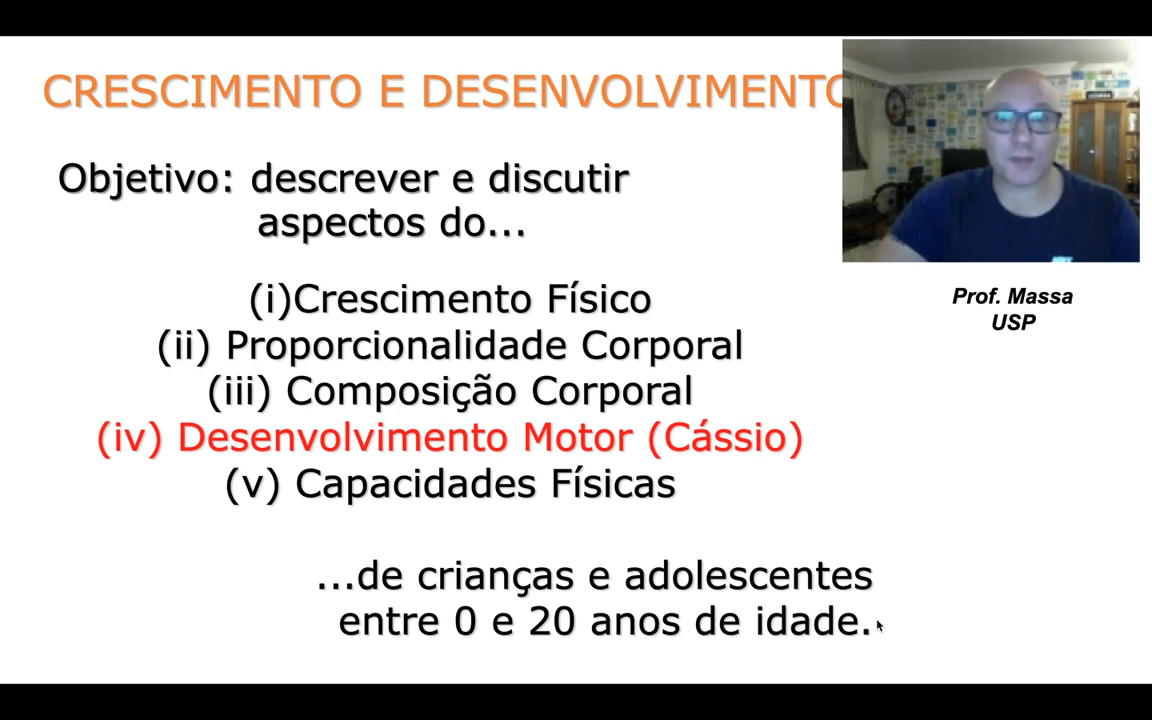 CRESCIMENTO E DESENVOLVIMENTO
Objetivo: descrever e discutir
aspectos do...
(i)Crescimento Físico
(ii) Proporcionalidade Corporal
(iii) Composição Corporal
(iv) Desenvolvimento Motor (Cássio)
(v) Capacidades Físicas
...de crianças e adolescentes
entre 0 e 20 anos de idade.
Prof. Massa
USP